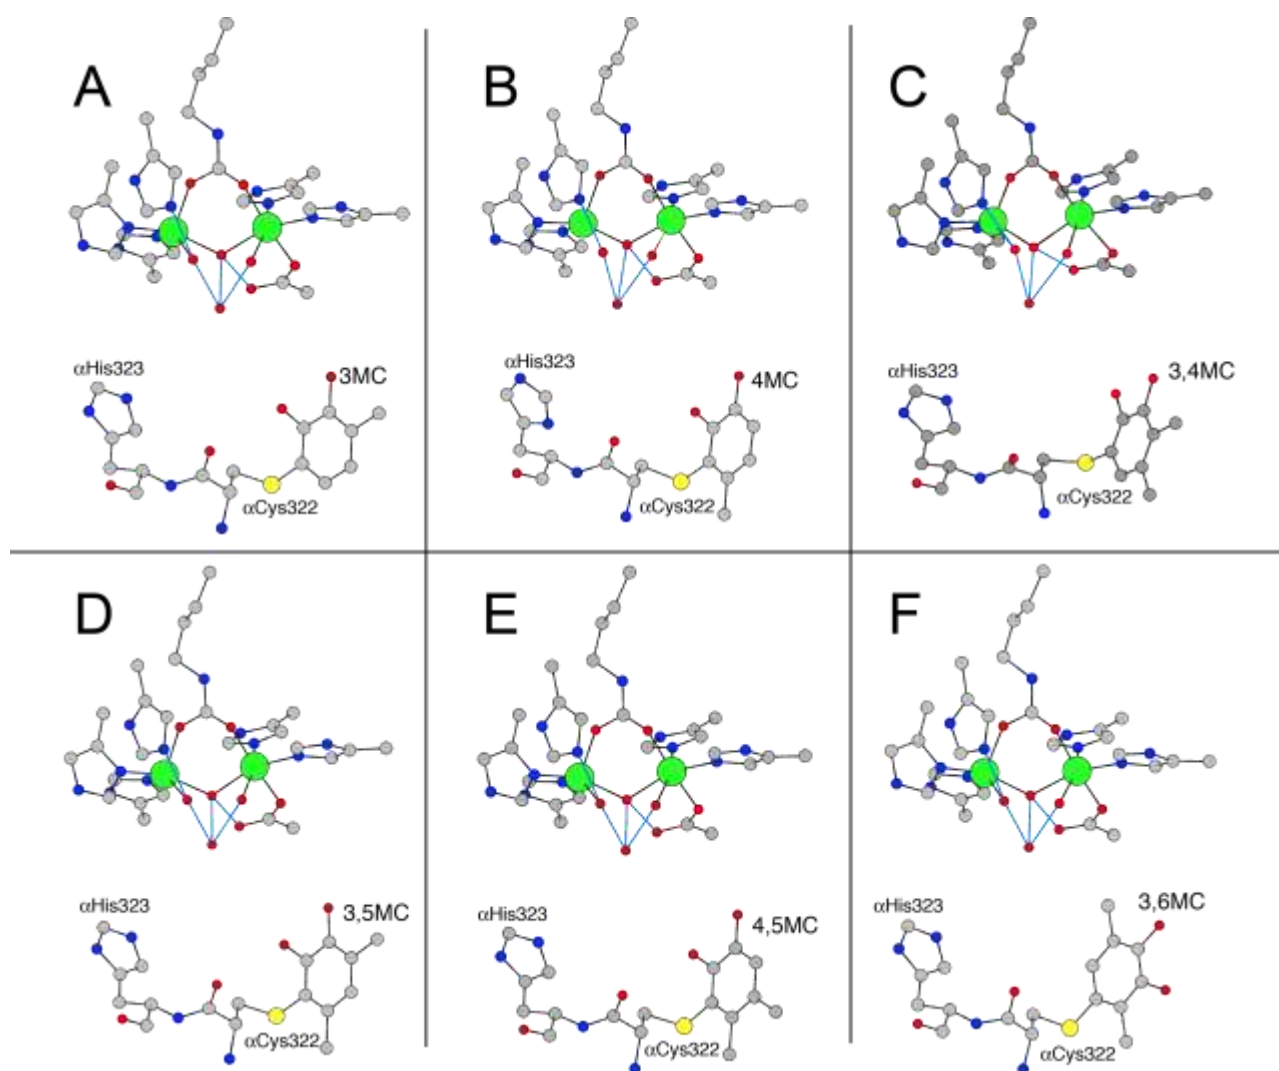 A
αHis323
3MC
αCys322
B
αHis323
4MC
αCys322
C
αHis323
3,4MC
αCys322
D
αHis323
3,5MC
αCys322
E
αHis323
4,5MC
αCys322
F
αHis323
3,6MC
αCys322